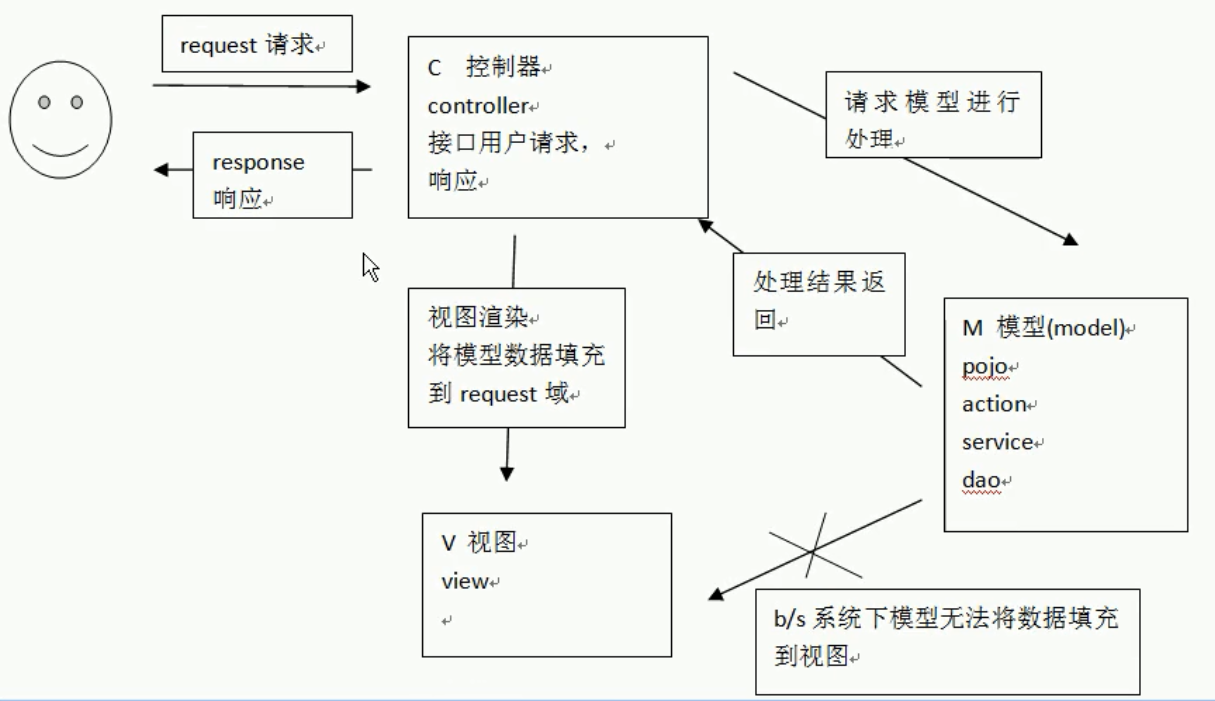 request 请求
C 控制器
controller
接口用户请求，
响应
请求模型进行
处理
response
响应
处理结果返
回
视图渲染
将模型数据填充
到 request 域
M 模型(model)
pojo
action
service
dao
V 视图
view
b/s 系统下模型无法将数据填充
到视图